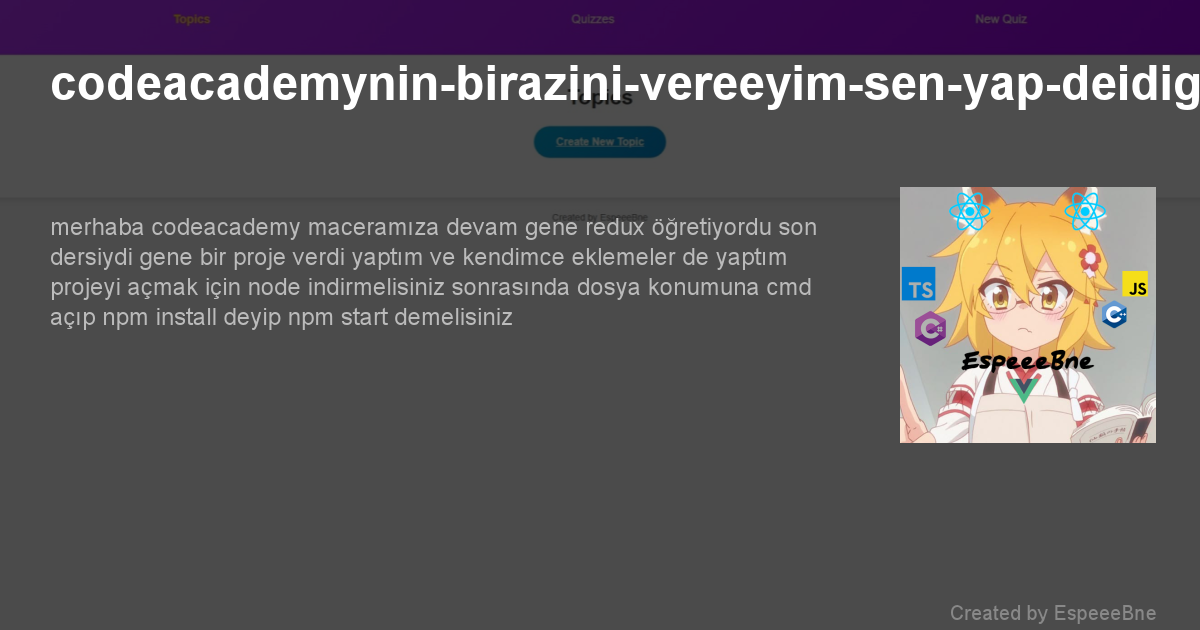 Topics
Quizzes
New Quiz
codeacademynin-birazini-vereeyim-sen-yap-deidig
Topics
Create New Topic
Created by EspeeeBne
merhaba codeacademy maceramıza devam gene redux öğretiyordu son
dersiydi gene bir proje verdi yaptım ve kendimce eklemeler de yaptım
projeyi açmak için node indirmelisiniz sonrasında dosya konumuna cmd
açıp npm install deyip npm start demelisiniz
TS
JS
C#
C++
EspeeeBne
Created by EspeeeBne